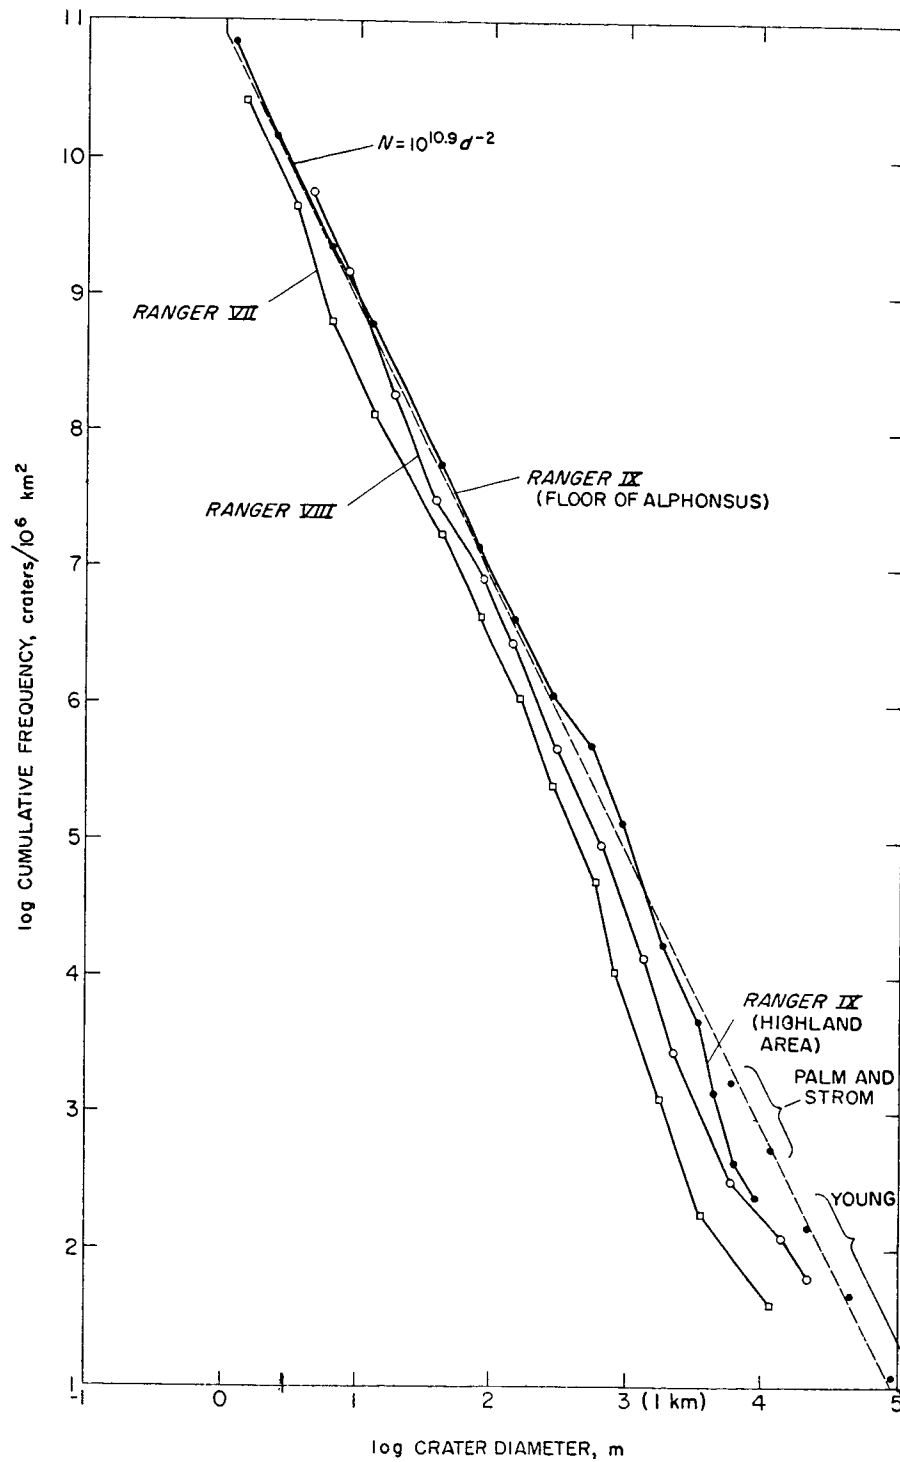 11
N = 10^10.9 d^-2
10
9
RANGER VII
8
RANGER IX
(FLOOR OF ALPHONSUS)
RANGER VIII
7
log CUMULATIVE FREQUENCY, craters/10^6 km^2
6
5
4
RANGER IX
(HIGHLAND
AREA)
PALM AND
STROM
3
YOUNG
2
1
-1 0 1 2 3 (1 km) 4 5
log CRATER DIAMETER, m